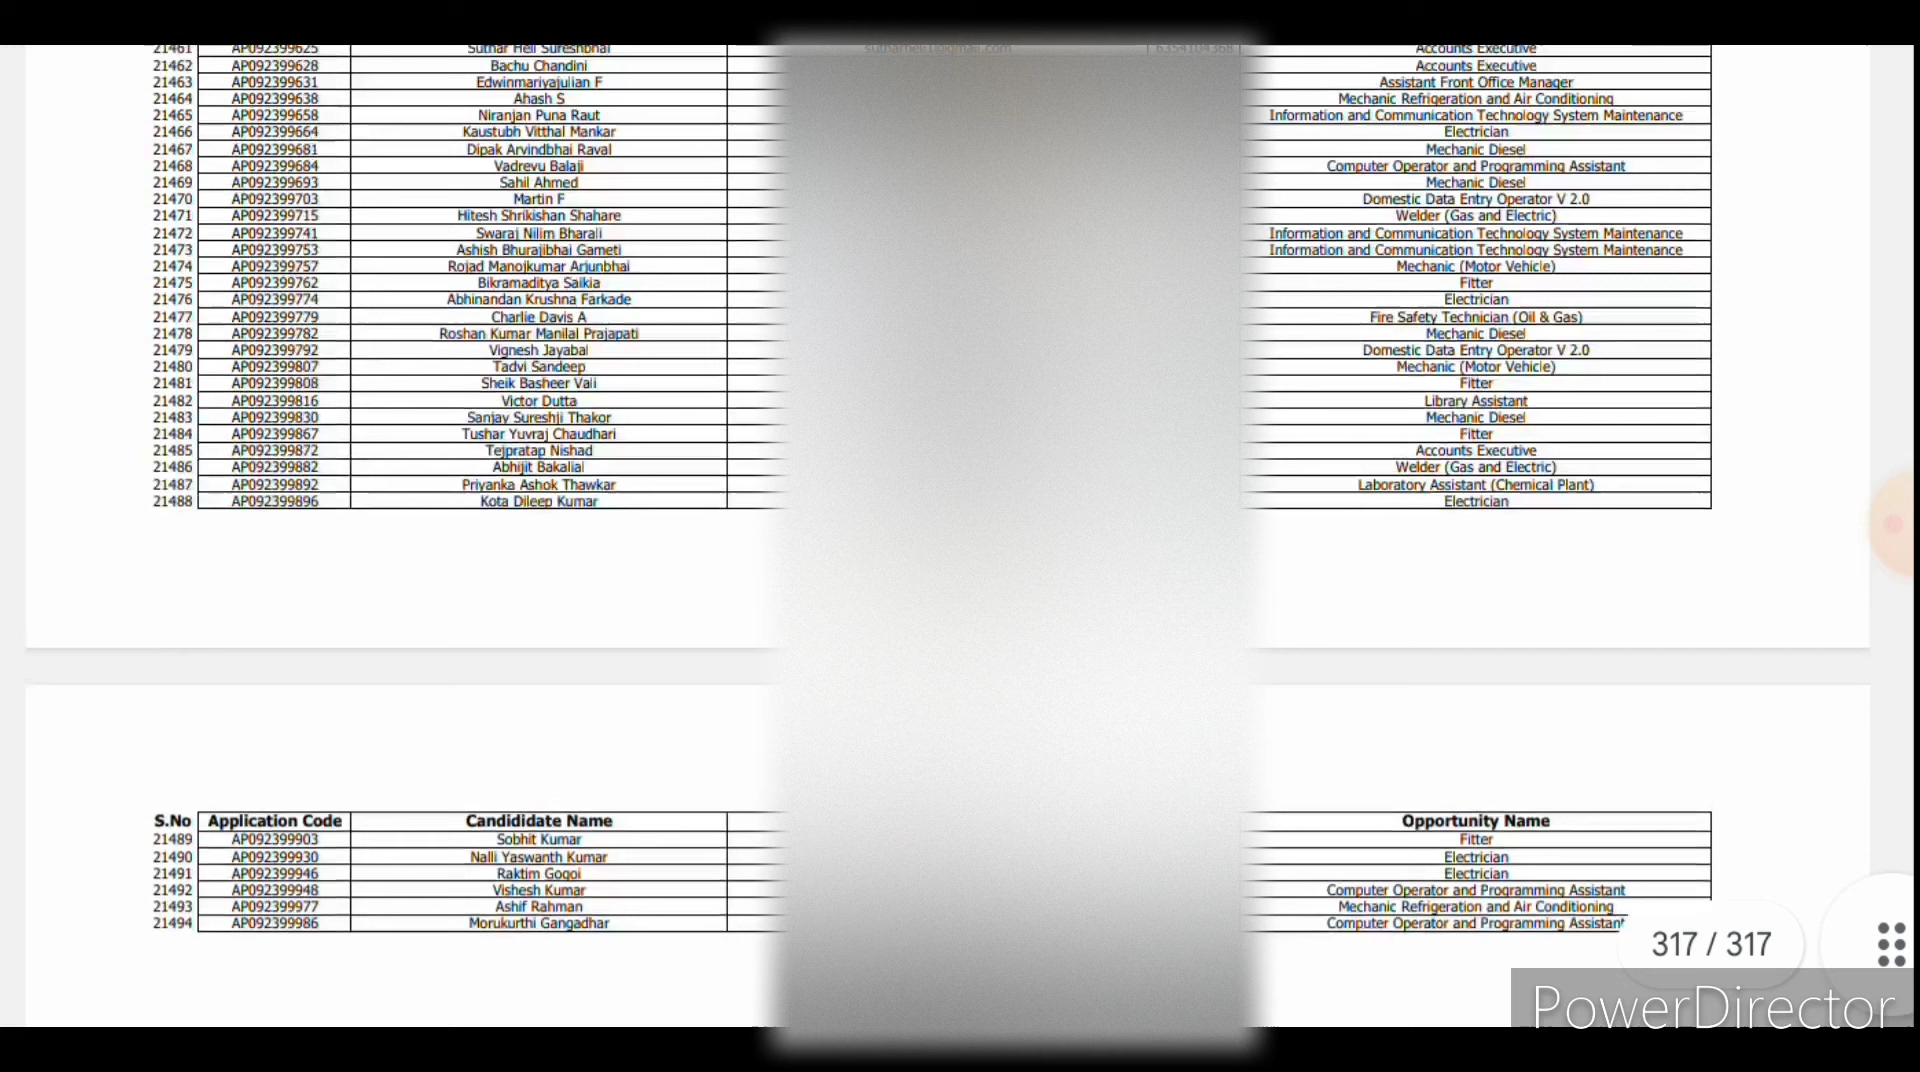 21461 AP092399625 Suthar Heli Sureshbhai 6354104368 Accounts Executive
21462 AP092399628 Bachu Chandini Accounts Executive
21463 AP092399631 Edwinmariyajulian F Assistant Front Office Manager
21464 AP092399638 Ahash S Mechanic Refrigeration and Air Conditioning
21465 AP092399658 Niranjan Puna Raut Information and Communication Technology System Maintenance
21466 AP092399664 Kaustubh Vitthal Mankar Electrician
21467 AP092399681 Dipak Arvindbhai Raval Mechanic Diesel
21468 AP092399684 Vadrevu Balaji Computer Operator and Programming Assistant
21469 AP092399693 Sahil Ahmed Mechanic Diesel
21470 AP092399703 Martin F Domestic Data Entry Operator V 2.0
21471 AP092399715 Hitesh Shrikishan Shahare Welder (Gas and Electric)
21472 AP092399741 Swaraj Nilim Bharali Information and Communication Technology System Maintenance
21473 AP092399753 Ashish Bhurajibhai Gameti Information and Communication Technology System Maintenance
21474 AP092399757 Rojad Manojkumar Arjunbhai Mechanic (Motor Vehicle)
21475 AP092399762 Bikramaditya Saikia Fitter
21476 AP092399774 Abhinandan Krushna Farkade Electrician
21477 AP092399779 Charlie Davis A Fire Safety Technician (Oil & Gas)
21478 AP092399782 Roshan Kumar Manilal Prajapati Mechanic Diesel
21479 AP092399792 Vignesh Jayabal Domestic Data Entry Operator V 2.0
21480 AP092399807 Tadvi Sandeep Mechanic (Motor Vehicle)
21481 AP092399808 Sheik Basheer Vali Fitter
21482 AP092399816 Victor Dutta Library Assistant
21483 AP092399830 Sanjay Sureshji Thakor Mechanic Diesel
21484 AP092399867 Tushar Yuvraj Chaudhari Fitter
21485 AP092399872 Tejpratap Nishad Accounts Executive
21486 AP092399882 Abhijit Bakalial Welder (Gas and Electric)
21487 AP092399892 Priyanka Ashok Thawkar Laboratory Assistant (Chemical Plant)
21488 AP092399896 Kota Dileep Kumar Electrician
S.No Application Code Candididate Name Opportunity Name
21489 AP092399903 Sobhit Kumar Fitter
21490 AP092399930 Nalli Yaswanth Kumar Electrician
21491 AP092399946 Raktim Gogoi Electrician
21492 AP092399948 Vishesh Kumar Computer Operator and Programming Assistant
21493 AP092399977 Ashif Rahman Mechanic Refrigeration and Air Conditioning
21494 AP092399986 Morukurthi Gangadhar Computer Operator and Programming Assistant
317 / 317
PowerDirector